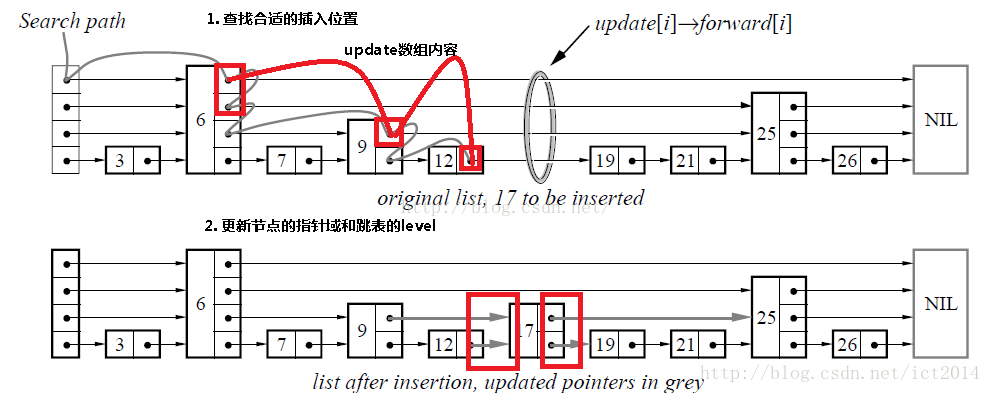 Search path
1. 查找合适的插入位置
update数组内容
update[i]→forward[i]
3 6 7 9 12 19 21 25 26 NIL
original list, 17 to be inserted
http://blog.csdn.net/
2. 更新节点的指针域和跳表的level
3 6 7 9 12 17 19 21 25 26 NIL
list after insertion, updated pointers in grey
http://blog.csdn.net/ict2014